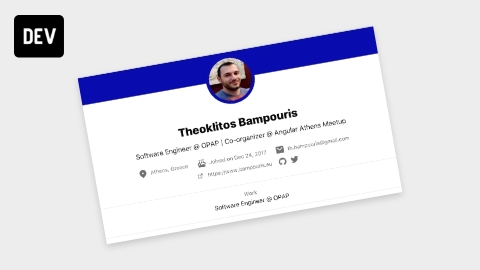 DEV
Theoklitos Bampouris
Software Engineer @ OPAP | Co-organizer @ Angular Athens Meetup
Athens, Greece
Joined on Dec 28, 2017
th.bampouris@gmail.com
https://www.bampouris.eu
Work
Software Engineer @ OPAP